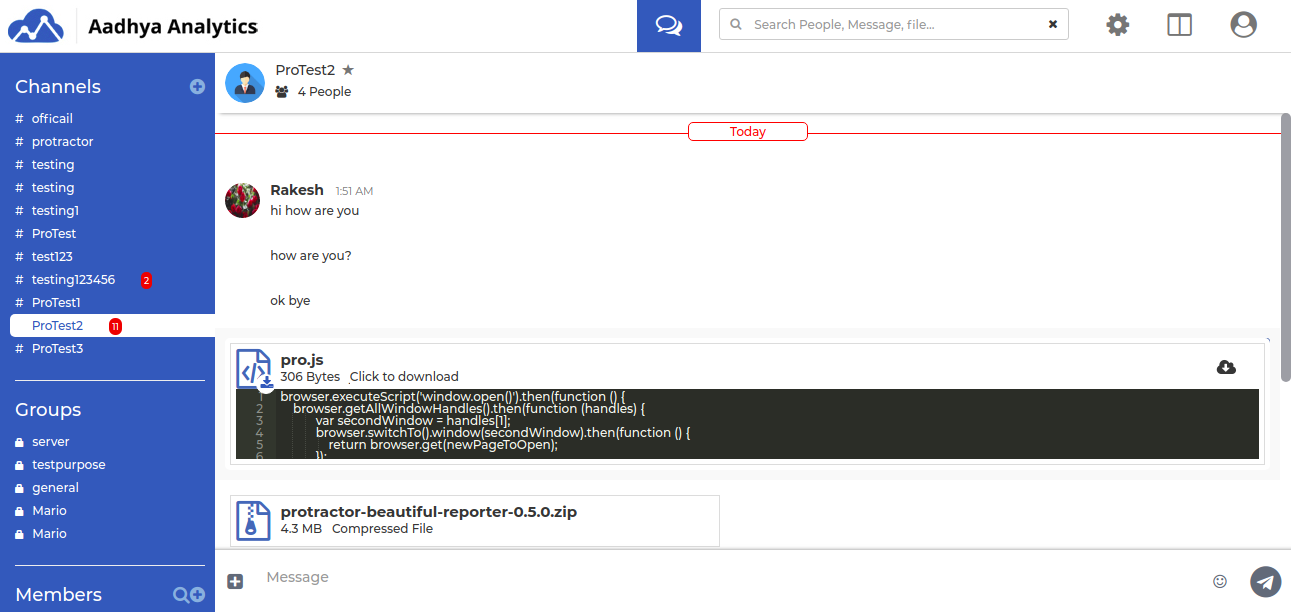 Aadhya Analytics
Search People, Message, file...
Channels
# officail
# protractor
# testing
# testing
# testing1
# ProTest
# test123
# testing123456 2
# ProTest1
ProTest2 11
# ProTest3
Groups
server
testpurpose
general
Mario
Mario
Members
ProTest2
4 People
Today
Rakesh 1:51 AM
hi how are you
how are you?
ok bye
pro.js
306 Bytes Click to download
1 browser.executeScript('window.open()').then(function () {
2 browser.getAllWindowHandles().then(function (handles) {
3 var secondWindow = handles[1];
4 browser.switchTo().window(secondWindow).then(function () {
5 return browser.get(newPageToOpen);
6 });
protractor-beautiful-reporter-0.5.0.zip
4.3 MB Compressed File
Message